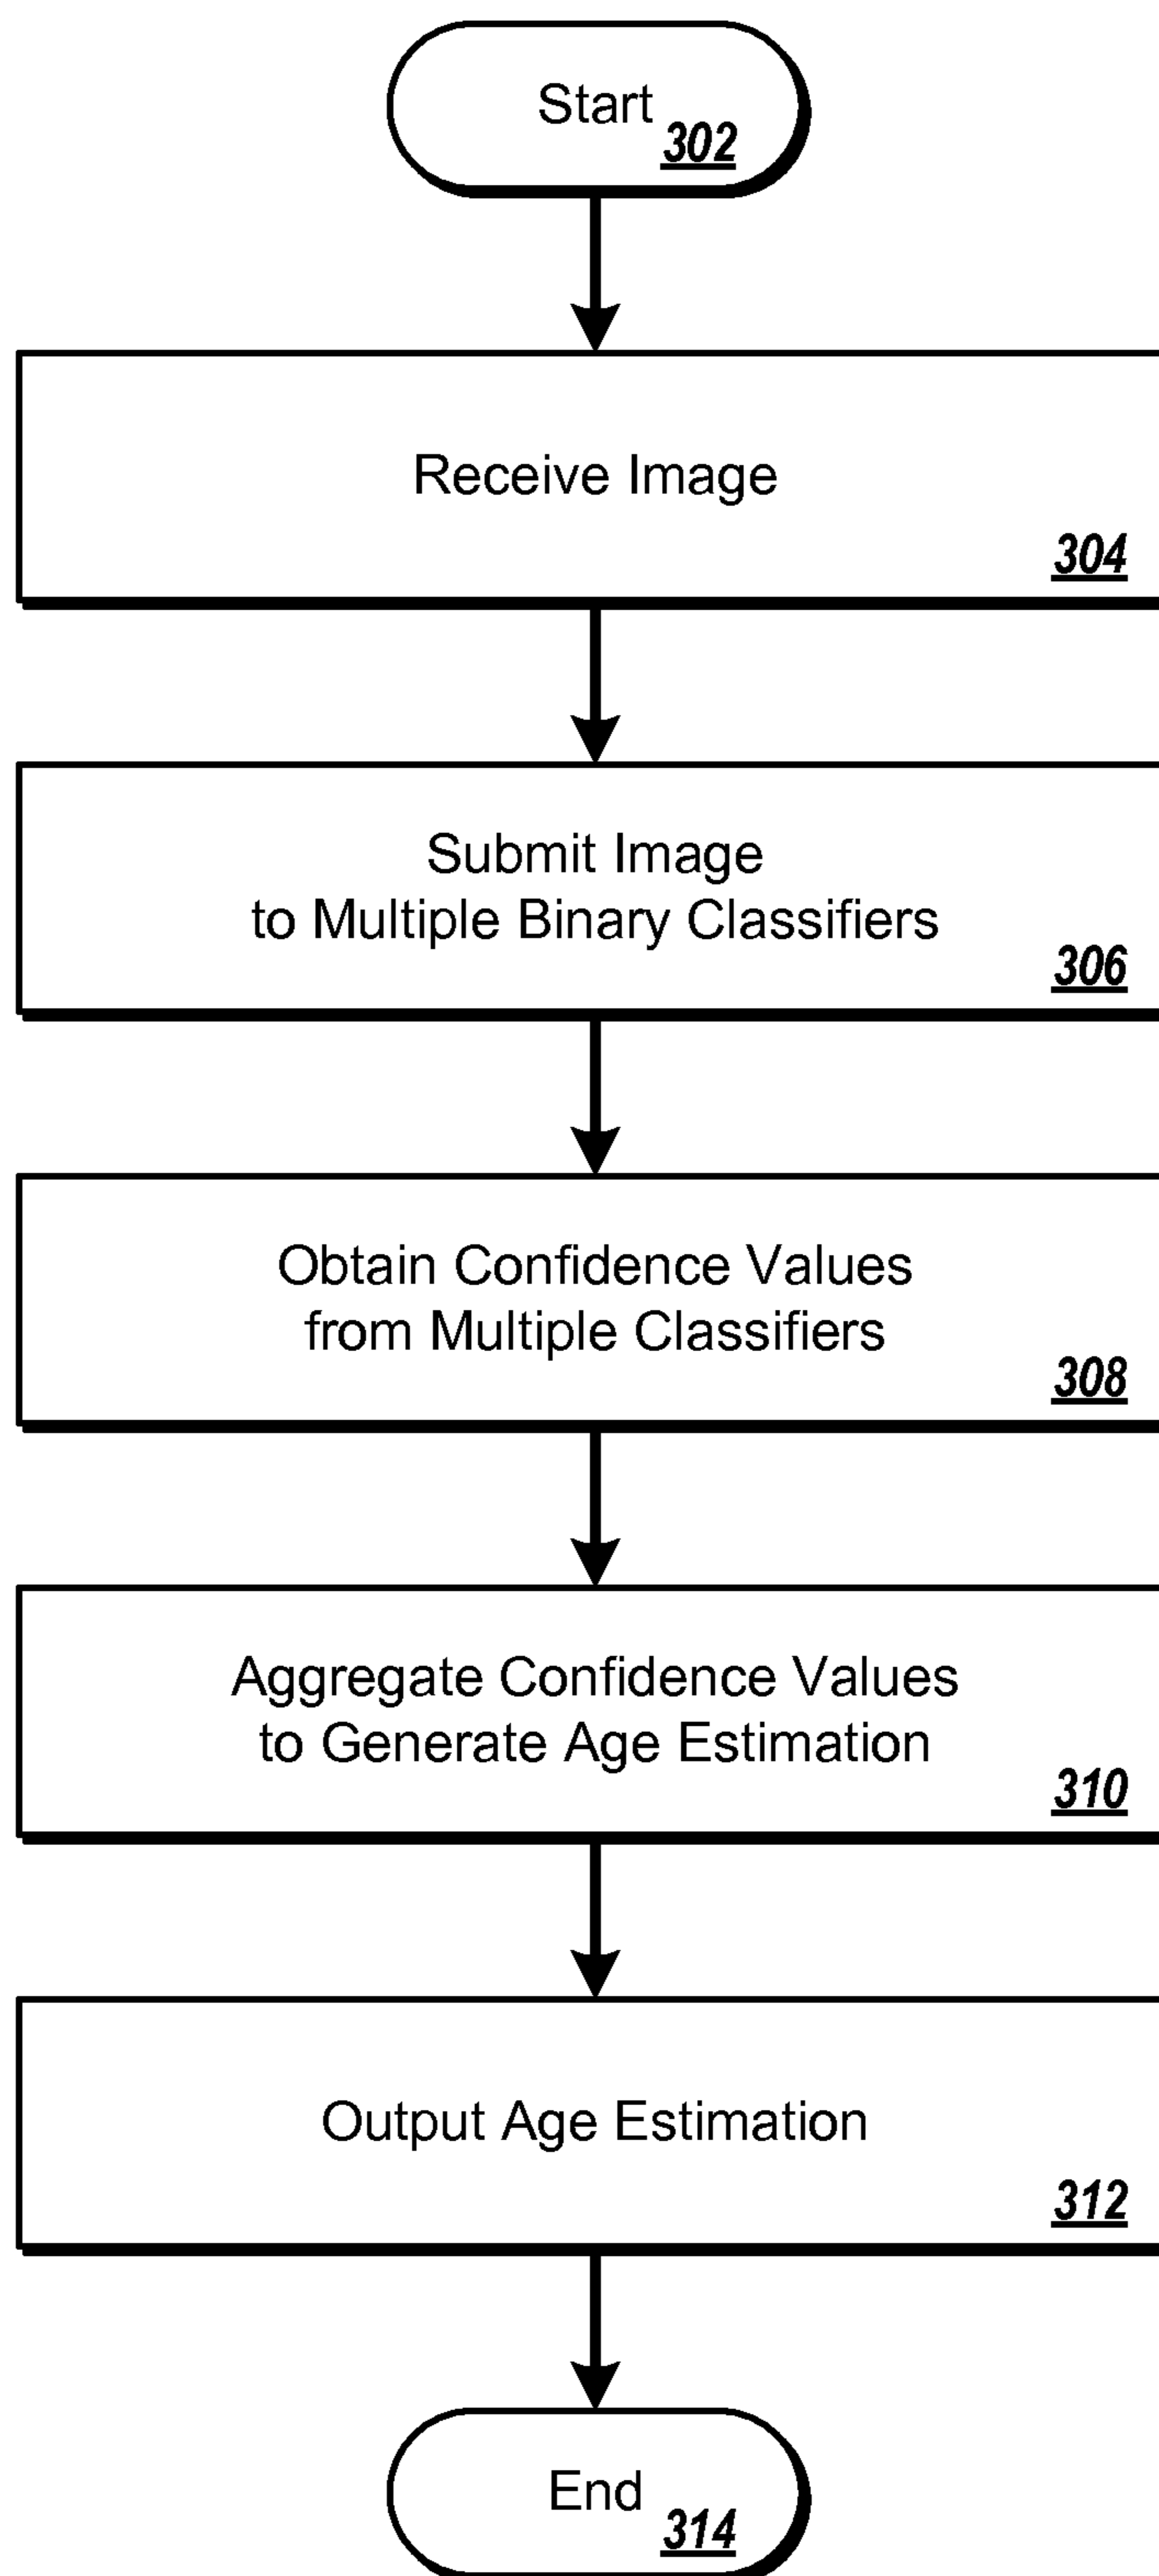 Start
302
Receive Image
304
Submit Image
to Multiple Binary Classifiers
306
Obtain Confidence Values
from Multiple Classifiers
308
Aggregate Confidence Values
to Generate Age Estimation
310
Output Age Estimation
312
End
314